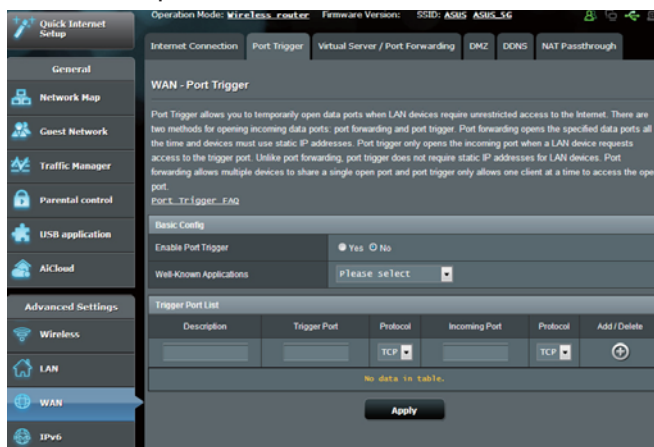 Quick Internet Setup
Operation Mode: Wireless router Firmware Version: SSID: ASUS ASUS_5G
Internet Connection Port Trigger Virtual Server / Port Forwarding DMZ DDNS NAT Passthrough
General
Network Map
Guest Network
Traffic Manager
Parental control
USB application
AiCloud
Advanced Settings
Wireless
LAN
WAN
IPv6
WAN - Port Trigger
Port Trigger allows you to temporarily open data ports when LAN devices require unrestricted access to the Internet. There are
two methods for opening incoming data ports: port forwarding and port trigger. Port forwarding opens the specified data ports all
the time and devices must use static IP addresses. Port trigger only opens the incoming port when a LAN device requests
access to the trigger port. Unlike port forwarding, port trigger does not require static IP addresses for LAN devices. Port
forwarding allows multiple devices to share a single open port and port trigger only allows one client at a time to access the ope
port.
Port Trigger FAQ
Basic Config
Enable Port Trigger Yes No
Well-Known Applications Please select
Trigger Port List
Description Trigger Port Protocol Incoming Port Protocol Add / Delete
TCP TCP
No data in table.
Apply